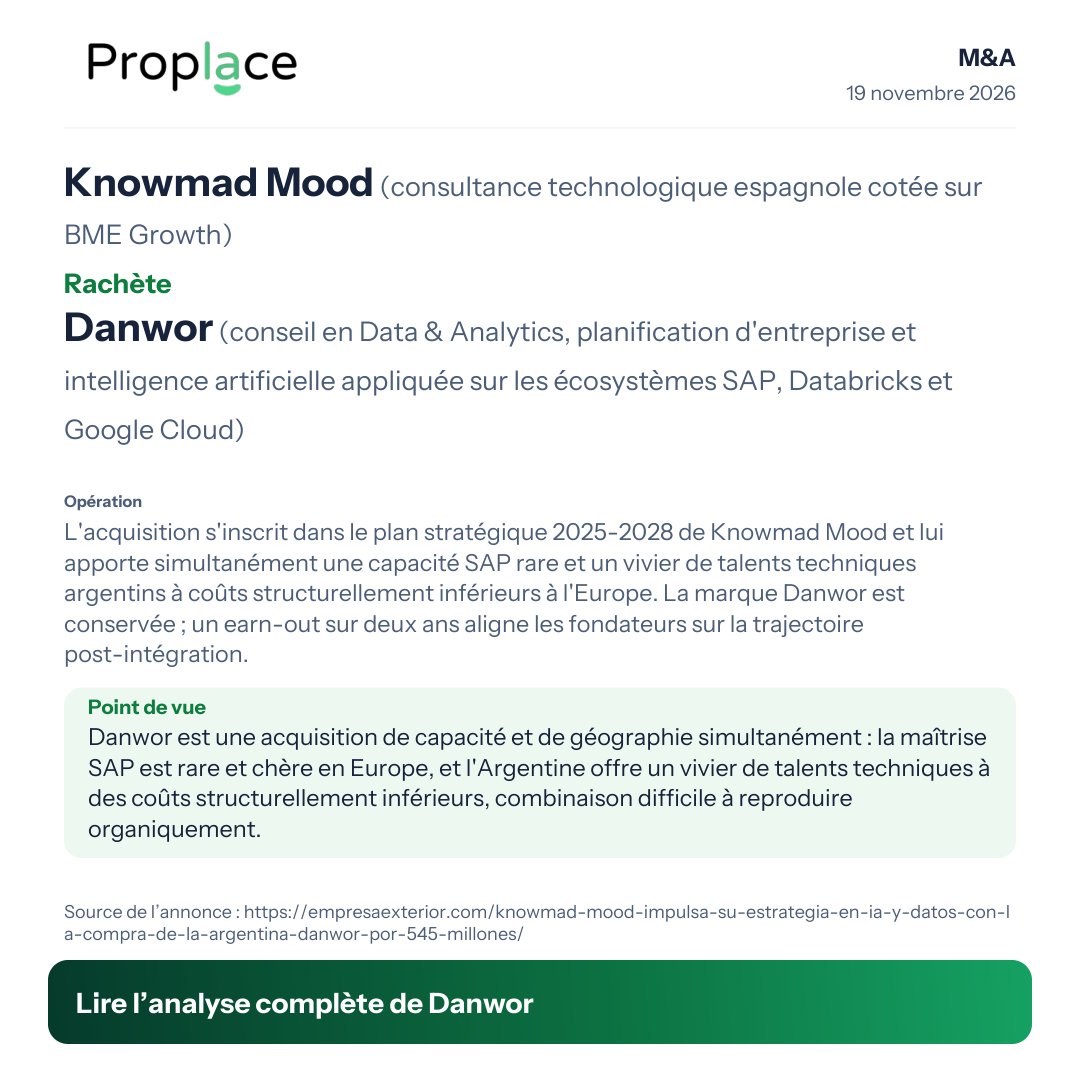 Proplace
M&A
19 novembre 2026
Knowmad Mood (consultance technologique espagnole cotée sur
BME Growth)
Rachète
Danwor (conseil en Data & Analytics, planification d'entreprise et
intelligence artificielle appliquée sur les écosystèmes SAP, Databricks et
Google Cloud)
Opération
L'acquisition s'inscrit dans le plan stratégique 2025-2028 de Knowmad Mood et lui
apporte simultanément une capacité SAP rare et un vivier de talents techniques
argentins à coûts structurellement inférieurs à l'Europe. La marque Danwor est
conservée ; un earn-out sur deux ans aligne les fondateurs sur la trajectoire
post-intégration.
Point de vue
Danwor est une acquisition de capacité et de géographie simultanément : la maîtrise
SAP est rare et chère en Europe, et l'Argentine offre un vivier de talents techniques à
des coûts structurellement inférieurs, combinaison difficile à reproduire
organiquement.
Source de l’annonce : https://empresaexterior.com/knowmad-mood-impulsa-su-estrategia-en-ia-y-datos-con-l
a-compra-de-la-argentina-danwor-por-545-millones/
Lire l’analyse complète de Danwor